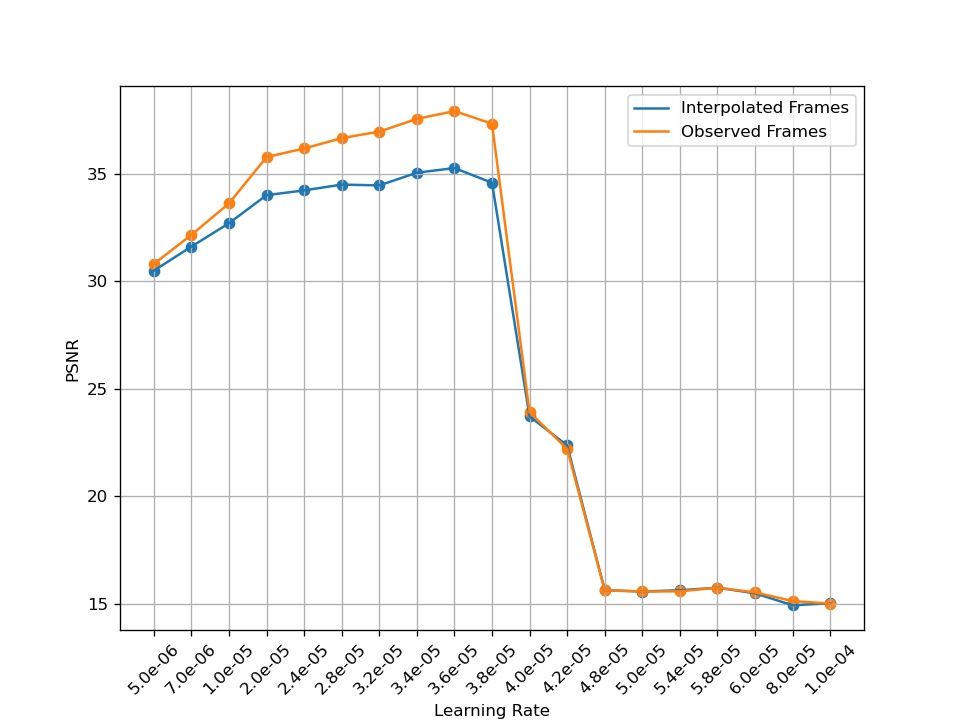 Interpolated Frames
Observed Frames
35
30
25
20
15
PSNR
5.0e-06
7.0e-06
1.0e-05
2.0e-05
2.4e-05
2.8e-05
3.2e-05
3.4e-05
3.6e-05
3.8e-05
4.0e-05
4.2e-05
4.8e-05
5.0e-05
5.4e-05
5.8e-05
6.0e-05
8.0e-05
1.0e-04
Learning Rate